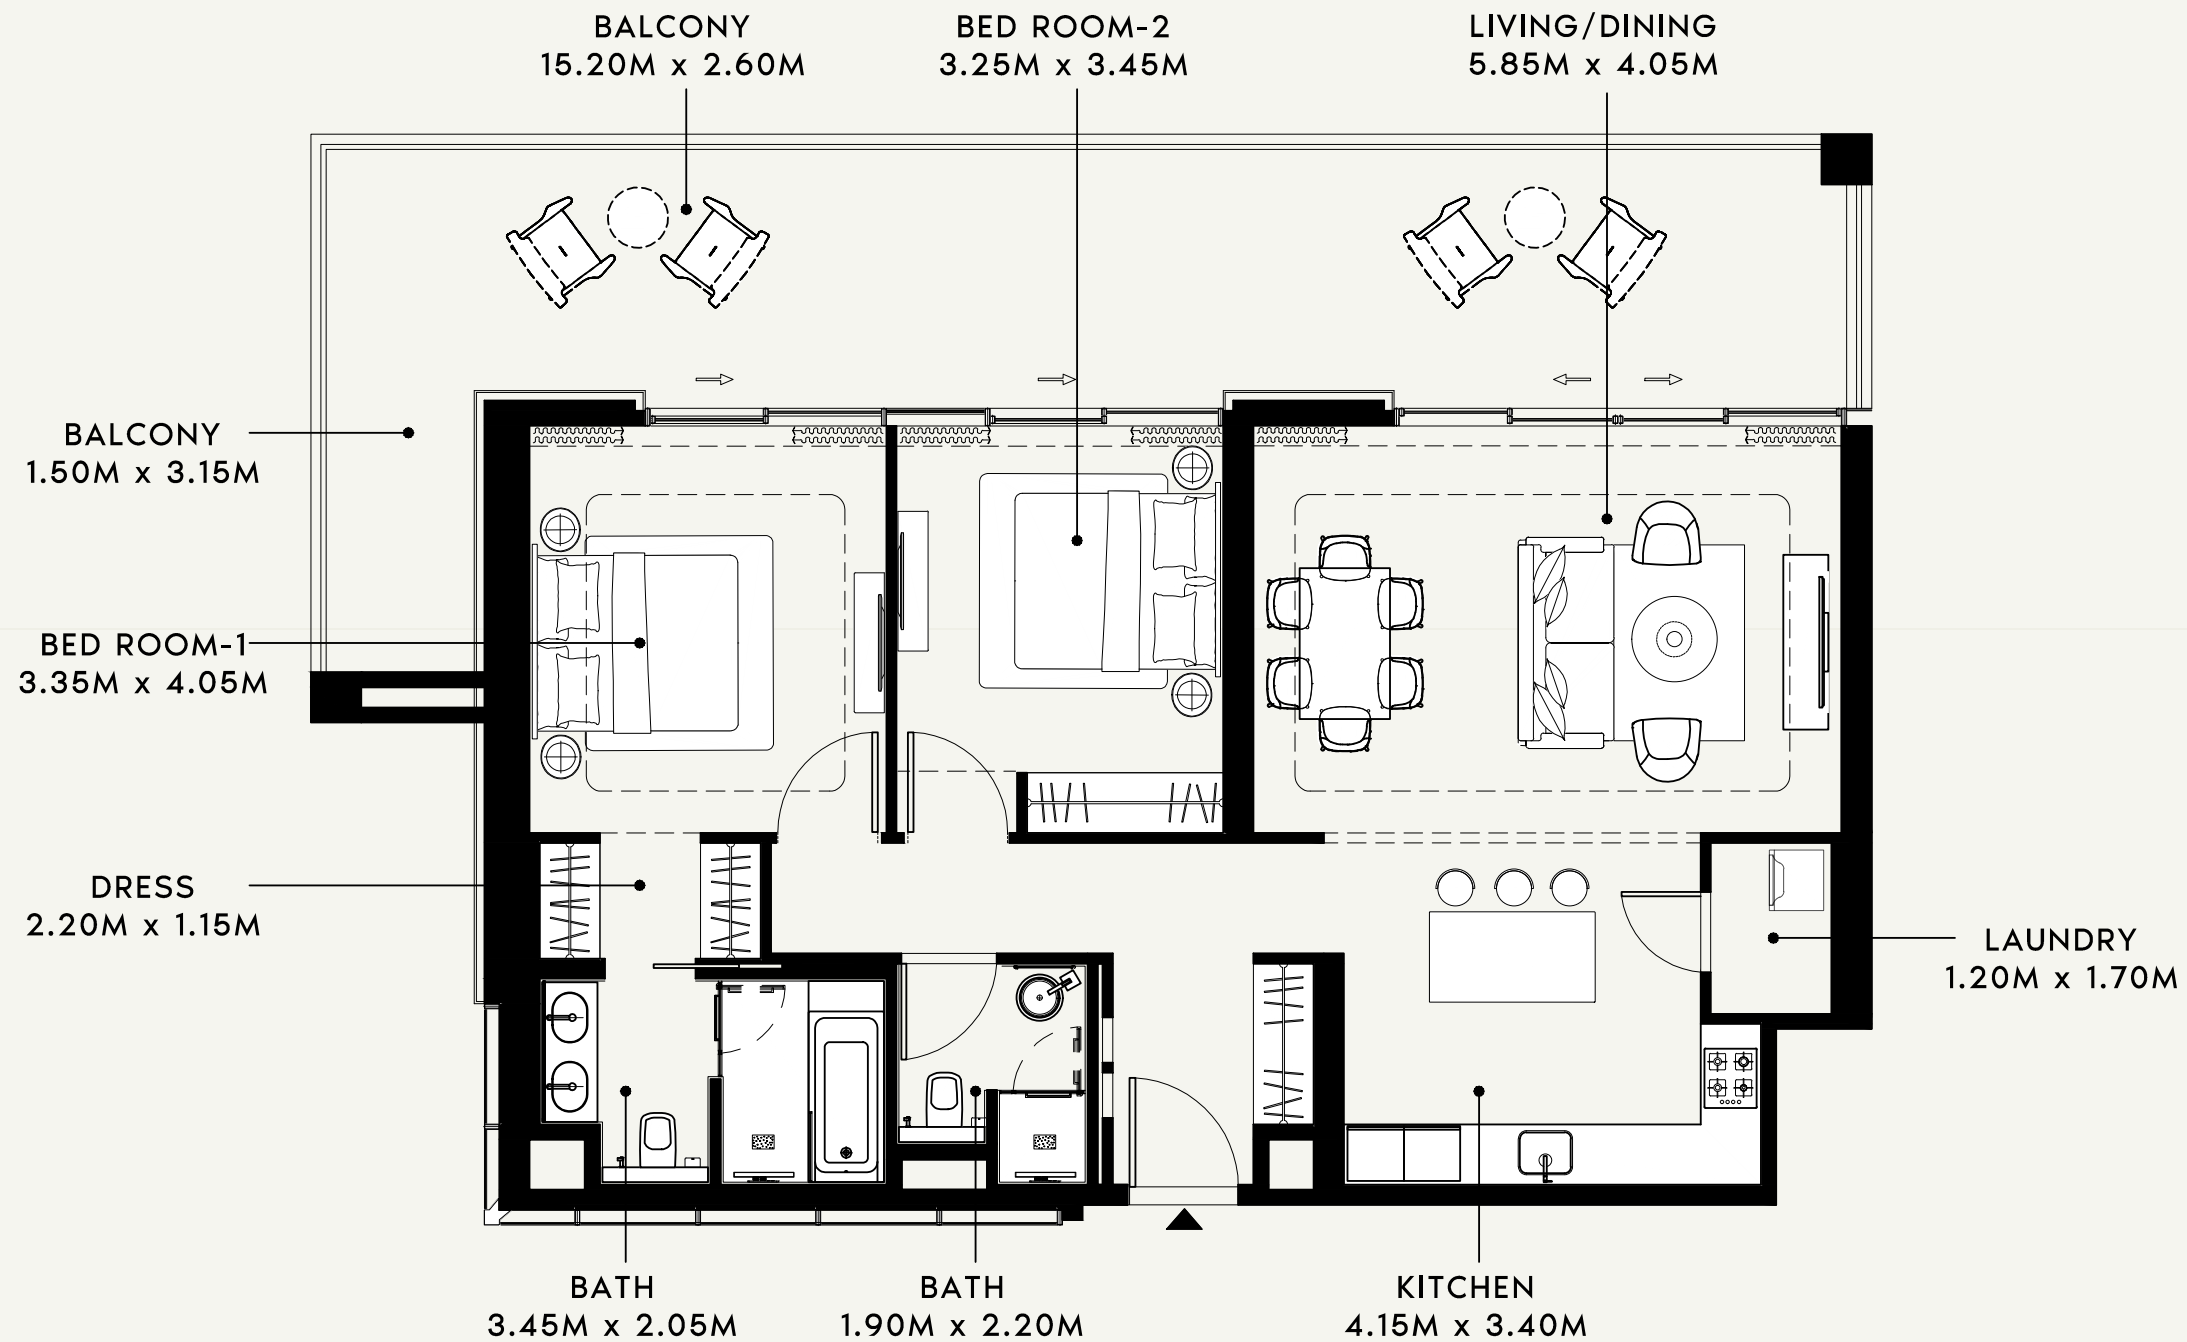 BALCONY
15.20M x 2.60M
BED ROOM-2
3.25M x 3.45M
LIVING/DINING
5.85M x 4.05M
BALCONY
1.50M x 3.15M
BED ROOM-1
3.35M x 4.05M
DRESS
2.20M x 1.15M
LAUNDRY
1.20M x 1.70M
BATH
3.45M x 2.05M
BATH
1.90M x 2.20M
KITCHEN
4.15M x 3.40M